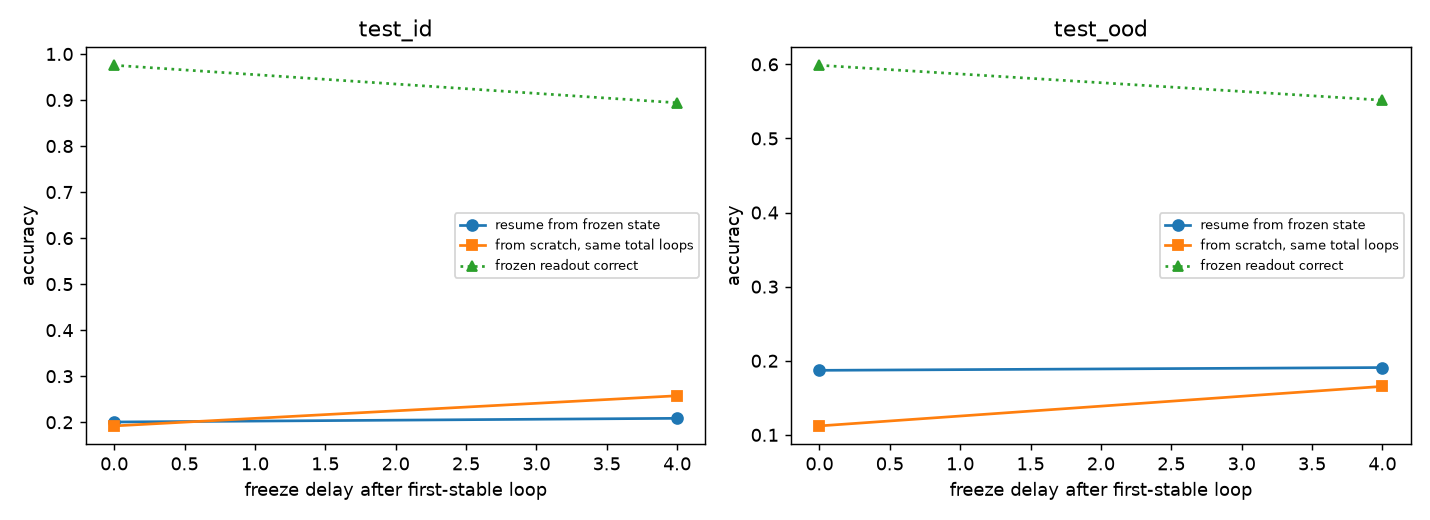 test_id
1.0
0.9
0.8
0.7
0.6
0.5
0.4
0.3
0.2
accuracy
resume from frozen state
from scratch, same total loops
frozen readout correct
0.0 0.5 1.0 1.5 2.0 2.5 3.0 3.5 4.0
freeze delay after first-stable loop
test_ood
0.6
0.5
0.4
0.3
0.2
0.1
accuracy
resume from frozen state
from scratch, same total loops
frozen readout correct
0.0 0.5 1.0 1.5 2.0 2.5 3.0 3.5 4.0
freeze delay after first-stable loop